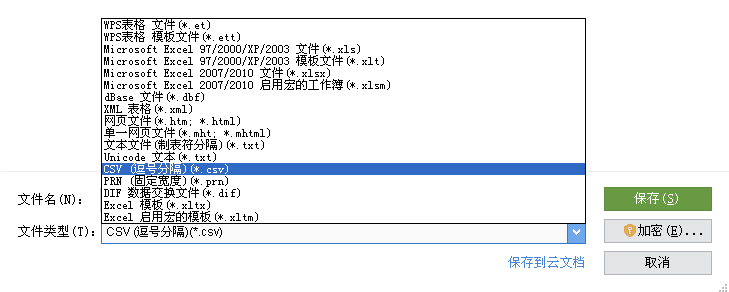 WPS表格 文件(*.et)
WPS表格 模板文件(*.ett)
Microsoft Excel 97/2000/XP/2003 文件(*.xls)
Microsoft Excel 97/2000/XP/2003 模板文件(*.xlt)
Microsoft Excel 2007/2010 文件(*.xlsx)
Microsoft Excel 2007/2010 启用宏的工作簿(*.xlsm)
dBase 文件(*.dbf)
XML 表格(*.xml)
网页文件(*.htm; *.html)
单一网页文件(*.mht; *.mhtml)
文本文件(制表符分隔)(*.txt)
Unicode 文本(*.txt)
CSV (逗号分隔)(*.csv)
PRN (固定宽度)(*.prn)
DIF 数据交换文件(*.dif)
Excel 模板(*.xltx)
Excel 启用宏的模板(*.xltm)
文件名(N):
保存(S)
文件类型(T):
CSV (逗号分隔)(*.csv)
加密(E)...
保存到云文档
取消